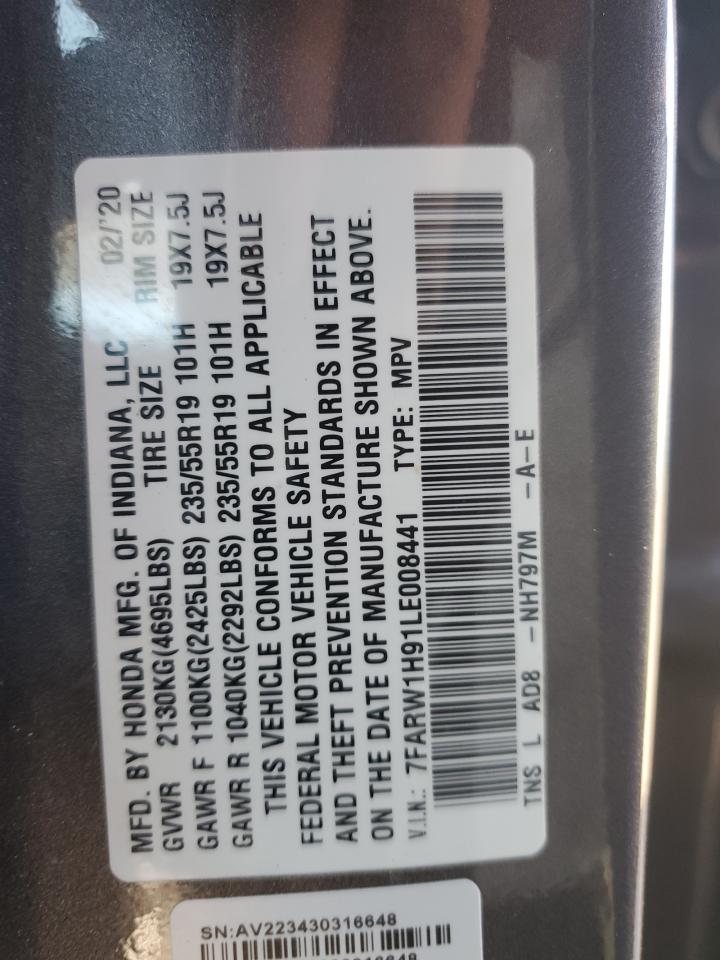 MFD. BY HONDA MFG. OF INDIANA, LLC 02/'20
GVWR 2130KG(4695LBS) TIRE SIZE RIM SIZE
GAWR F 1100KG(2425LBS) 235/55R19 101H 19X7.5J
GAWR R 1040KG(2292LBS) 235/55R19 101H 19X7.5J
THIS VEHICLE CONFORMS TO ALL APPLICABLE
FEDERAL MOTOR VEHICLE SAFETY
AND THEFT PREVENTION STANDARDS IN EFFECT
ON THE DATE OF MANUFACTURE SHOWN ABOVE.
V.I.N.: 7FARW1H91LE008441 TYPE: MPV
TNS L AD8 -NH797M -A-E
SN:AV223430316648